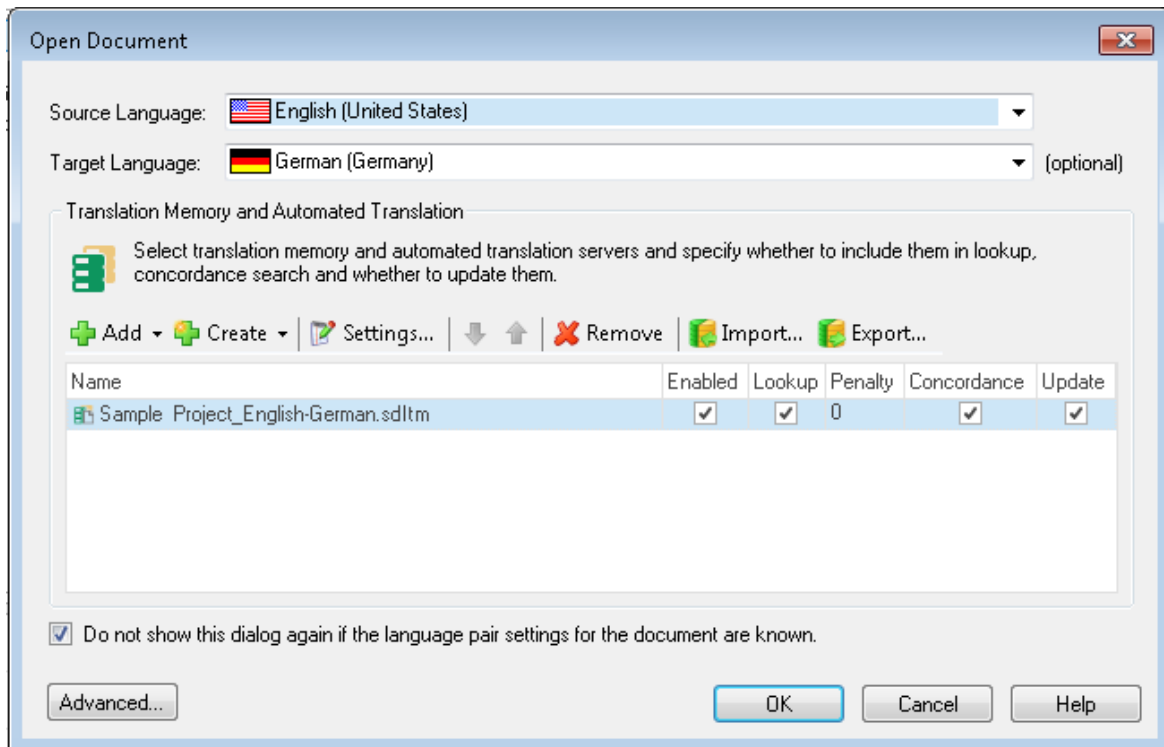 Open Document
Source Language: English (United States)
Target Language: German (Germany) (optional)
Translation Memory and Automated Translation
Select translation memory and automated translation servers and specify whether to include them in lookup,
concordance search and whether to update them.
Add Create Settings... Remove Import... Export...
Name Enabled Lookup Penalty Concordance Update
Sample Project_English-German.sdltm 0
Do not show this dialog again if the language pair settings for the document are known.
Advanced... OK Cancel Help